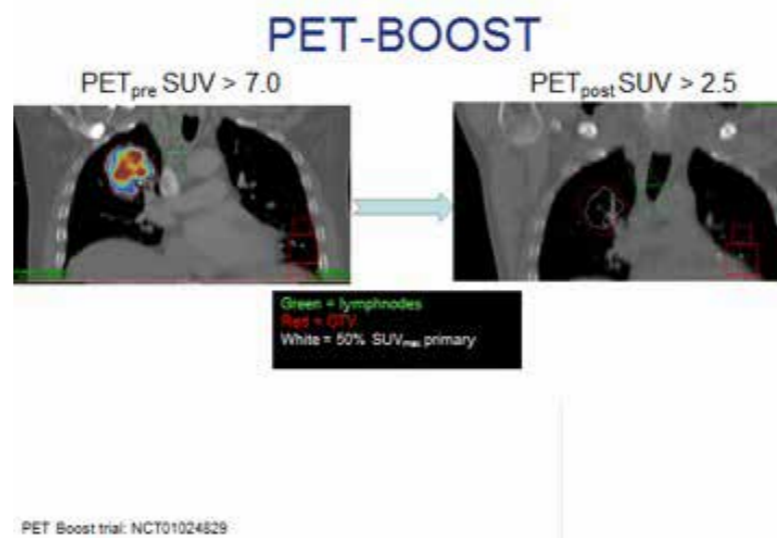 PET-BOOST
PETpre SUV > 7.0
PETpost SUV > 2.5
Green = lymphnodes
Red = GTV
White = 50% SUVmax primary
PET Boost trial: NCT01024829